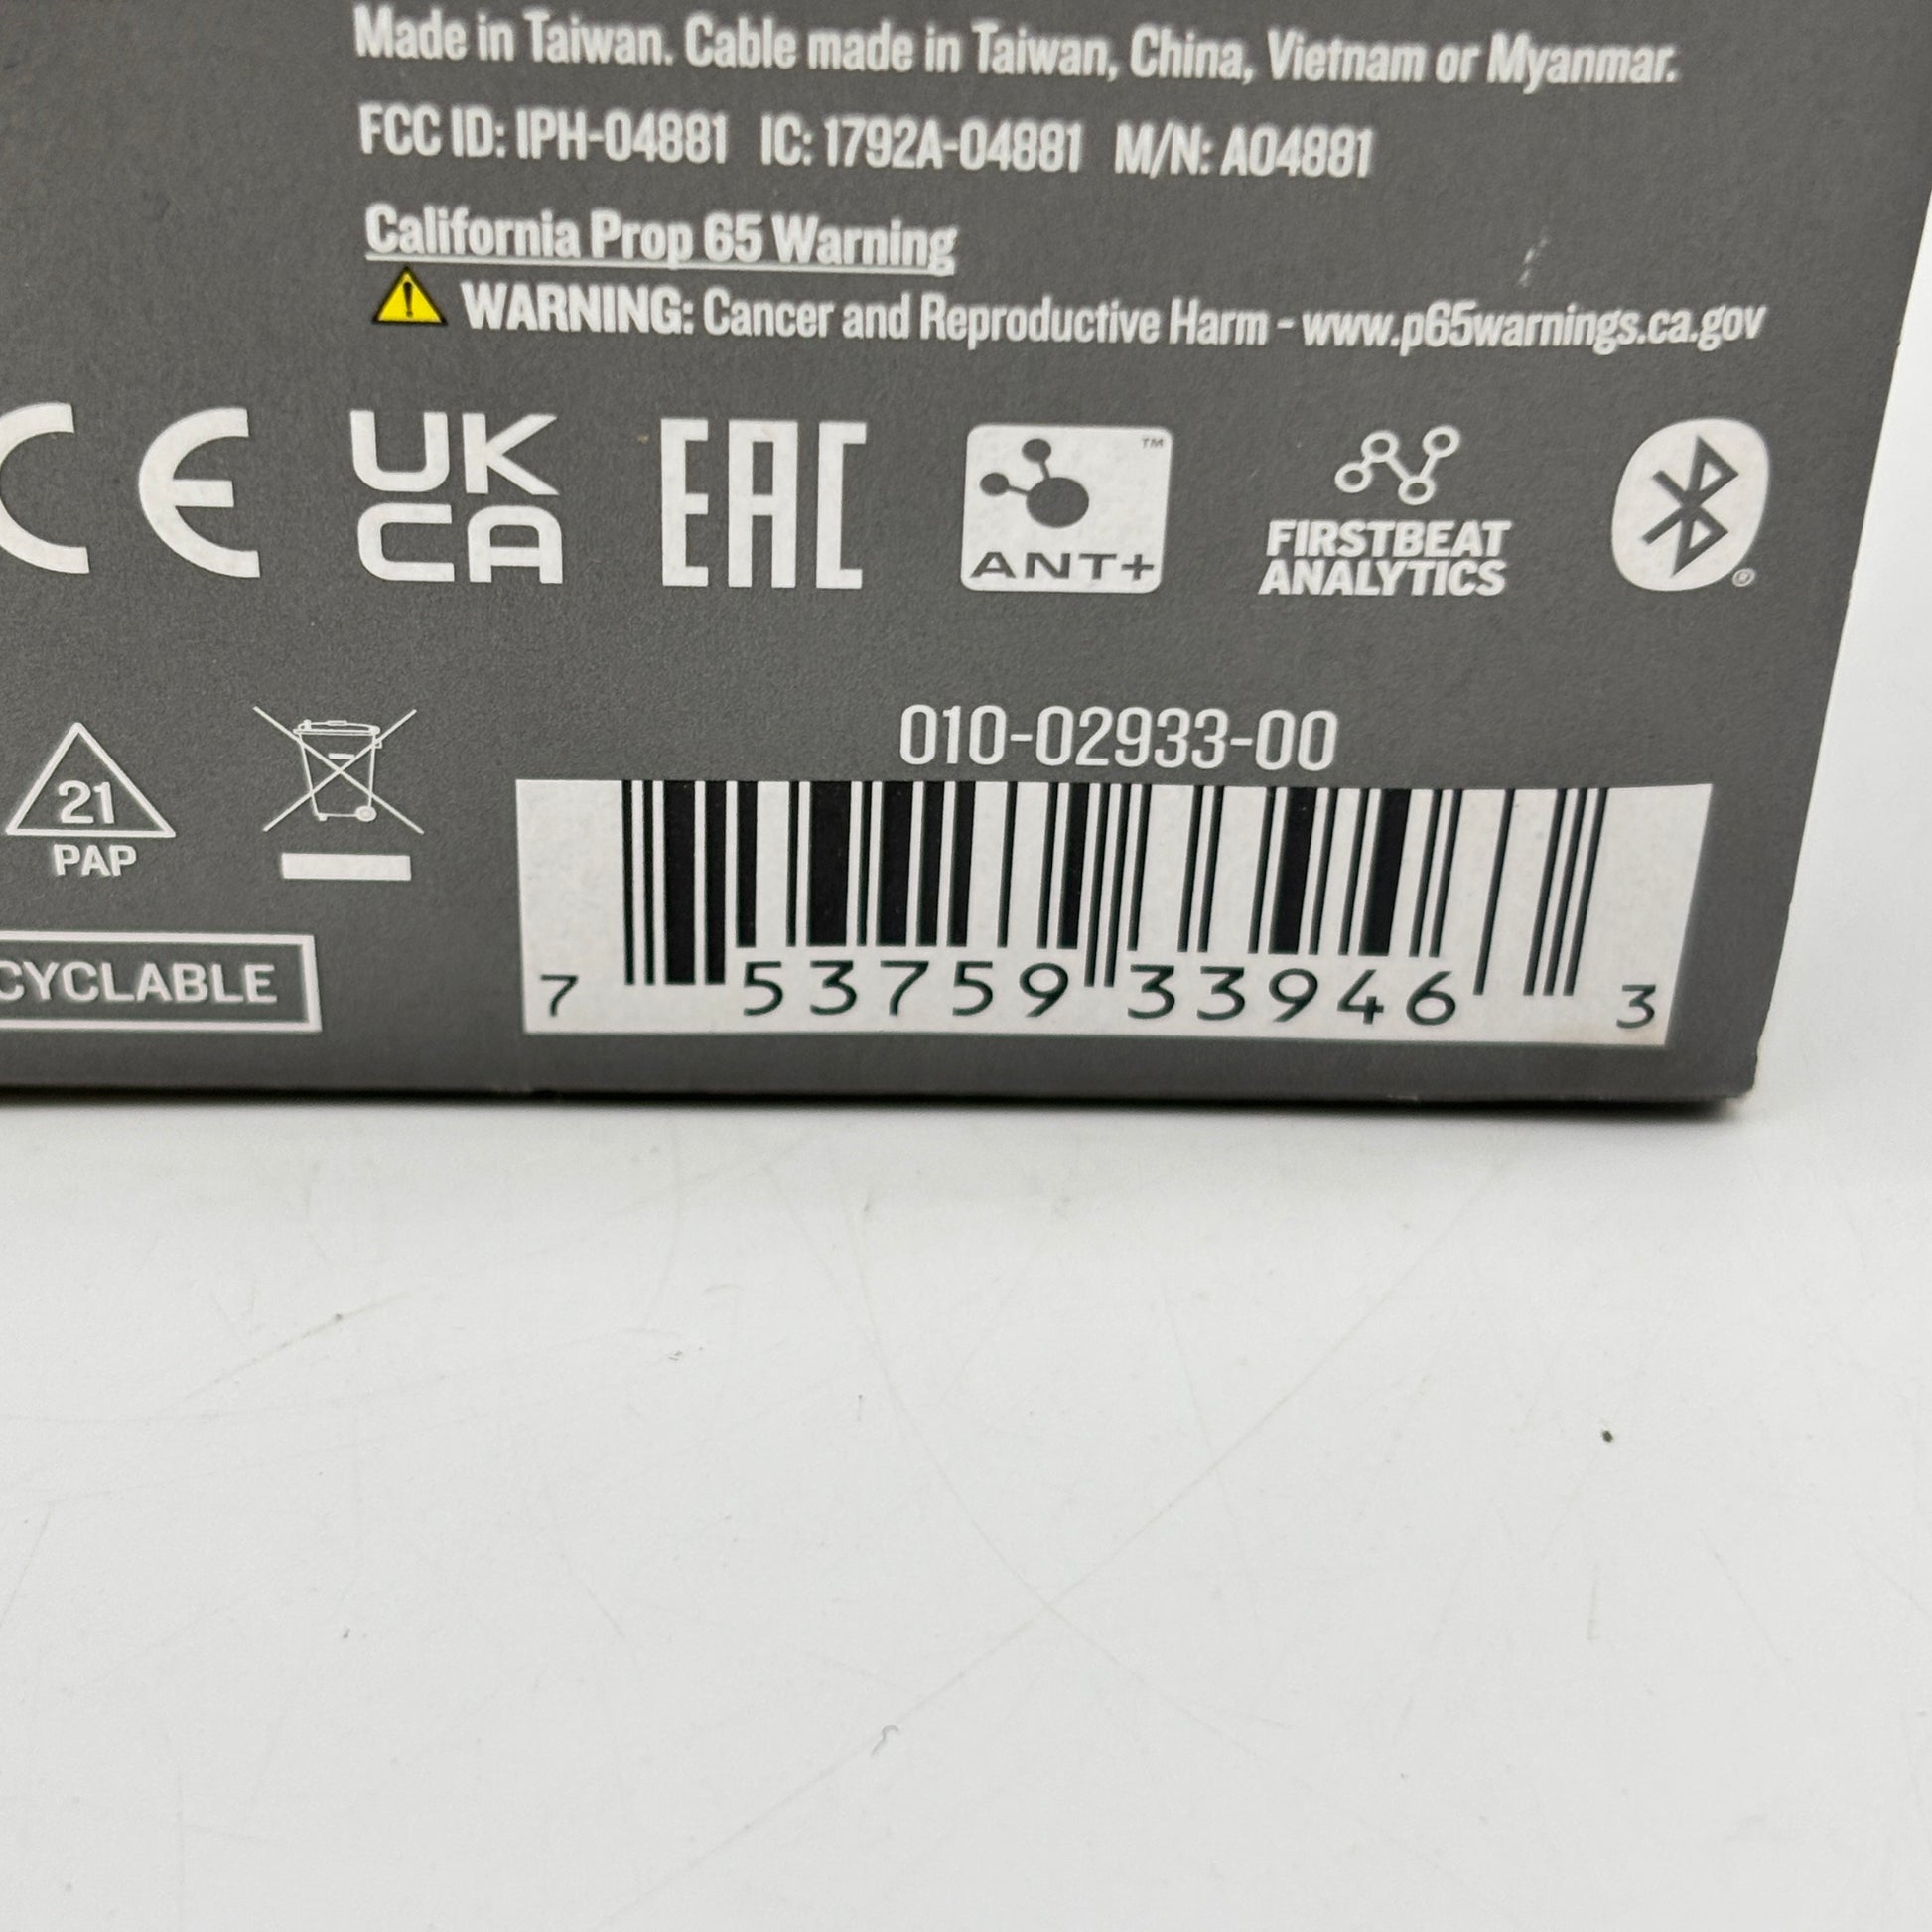 Made in Taiwan. Cable made in Taiwan, China, Vietnam or Myanmar.
FCC ID: IPH-04881 IC: 1792A-04881 M/N: A04881
California Prop 65 Warning
WARNING: Cancer and Reproductive Harm - www.p65warnings.ca.gov
CE
UK
CA
EAC
ANT+™
FIRSTBEAT
ANALYTICS
®
21
PAP
CYCLABLE
010-02933-00
7 53759 33946 3